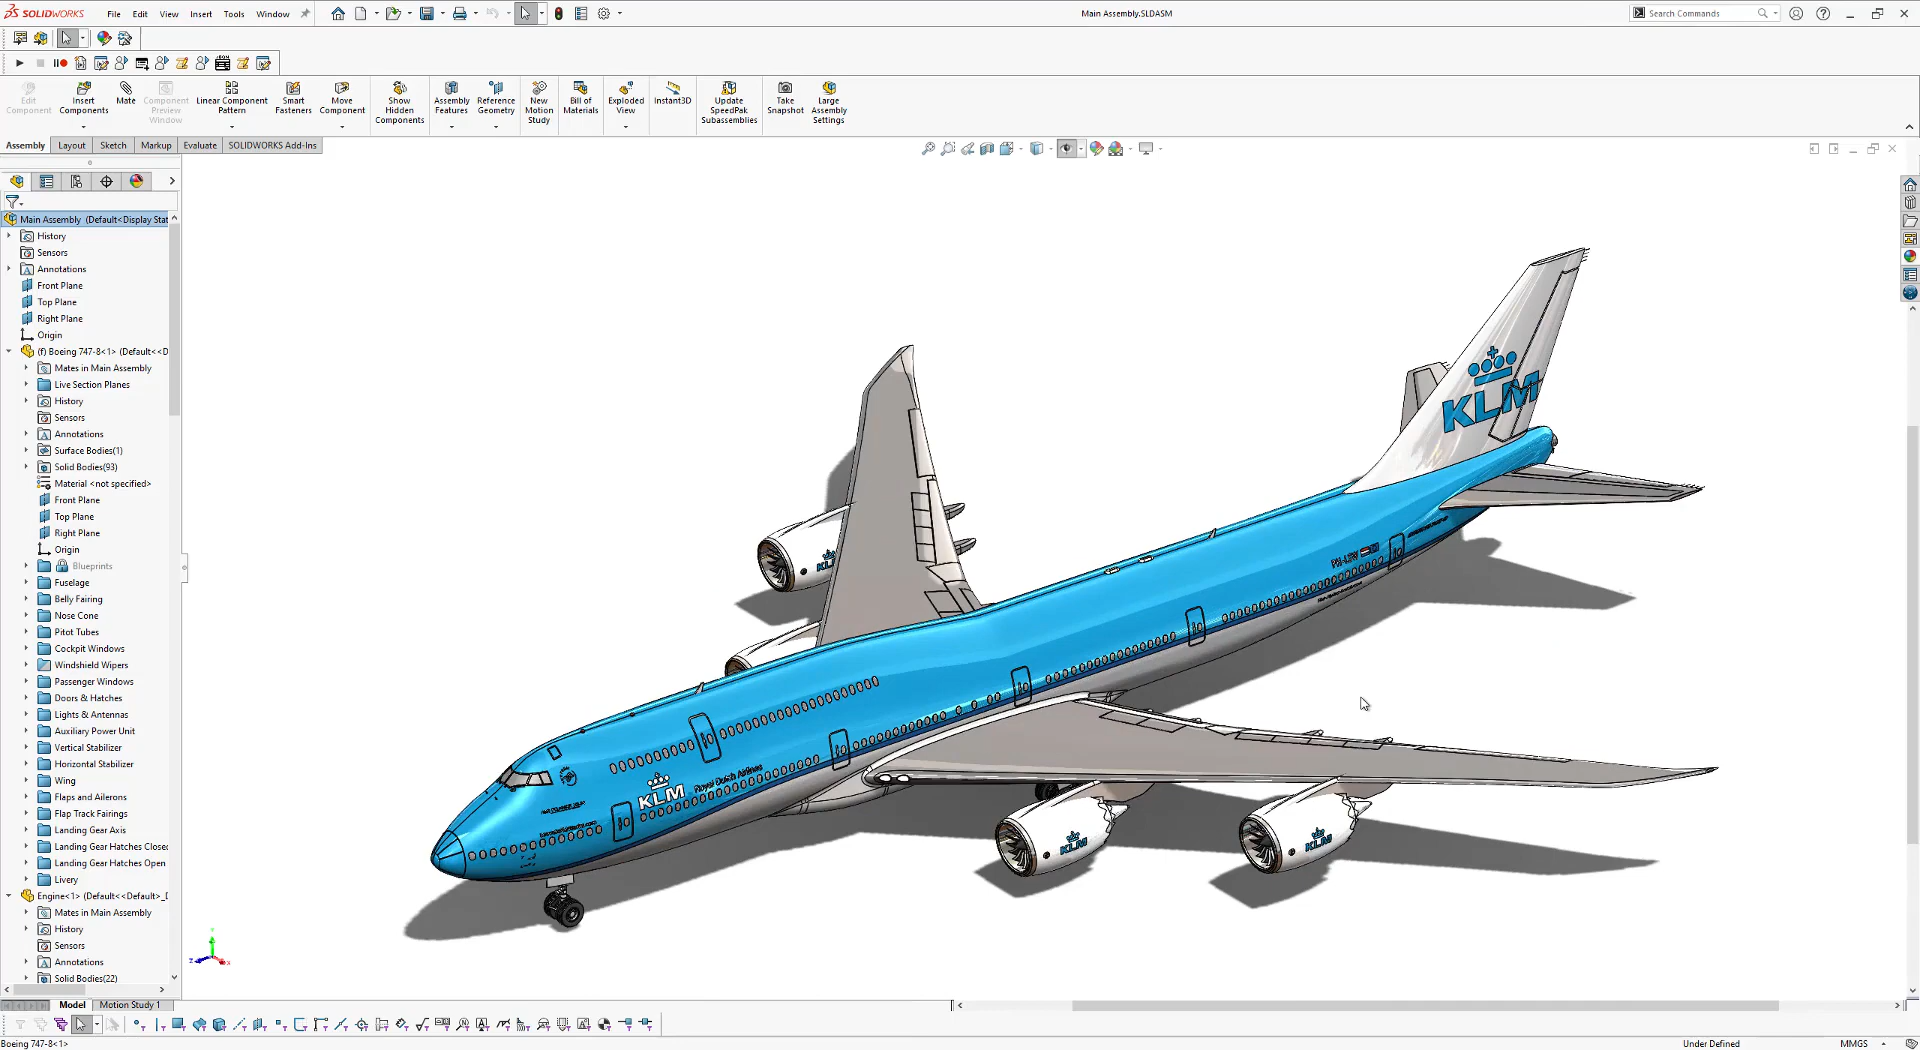 SOLIDWORKS File Edit View Insert Tools Window Main Assembly.SLDASM Search Commands
Edit Component
Insert Components
Mate
Component Preview Window
Linear Component Pattern
Smart Fasteners
Move Component
Show Hidden Components
Assembly Features
Reference Geometry
New Motion Study
Bill of Materials
Exploded View
Instant3D
Update SpeedPak Subassemblies
Take Snapshot
Large Assembly Settings
Assembly Layout Sketch Markup Evaluate SOLIDWORKS Add-Ins
Main Assembly (Default<Display Stat
History
Sensors
Annotations
Front Plane
Top Plane
Right Plane
Origin
(f) Boeing 747-8<1> (Default<<D
Mates in Main Assembly
Live Section Planes
History
Sensors
Annotations
Surface Bodies(1)
Solid Bodies(93)
Material <not specified>
Front Plane
Top Plane
Right Plane
Origin
Blueprints
Fuselage
Belly Fairing
Nose Cone
Pitot Tubes
Cockpit Windows
Windshield Wipers
Passenger Windows
Doors & Hatches
Lights & Antennas
Auxiliary Power Unit
Vertical Stabilizer
Horizontal Stabilizer
Wing
Flaps and Ailerons
Flap Track Fairings
Landing Gear Axis
Landing Gear Hatches Closed
Landing Gear Hatches Open
Livery
Engine<1> (Default<<Default>_D
Mates in Main Assembly
History
Sensors
Annotations
Solid Bodies(22)
KLM
KLM
KLM Royal Dutch Airlines
KLM
KLM
Model Motion Study 1
Boeing 747-8<1> Under Defined MMGS